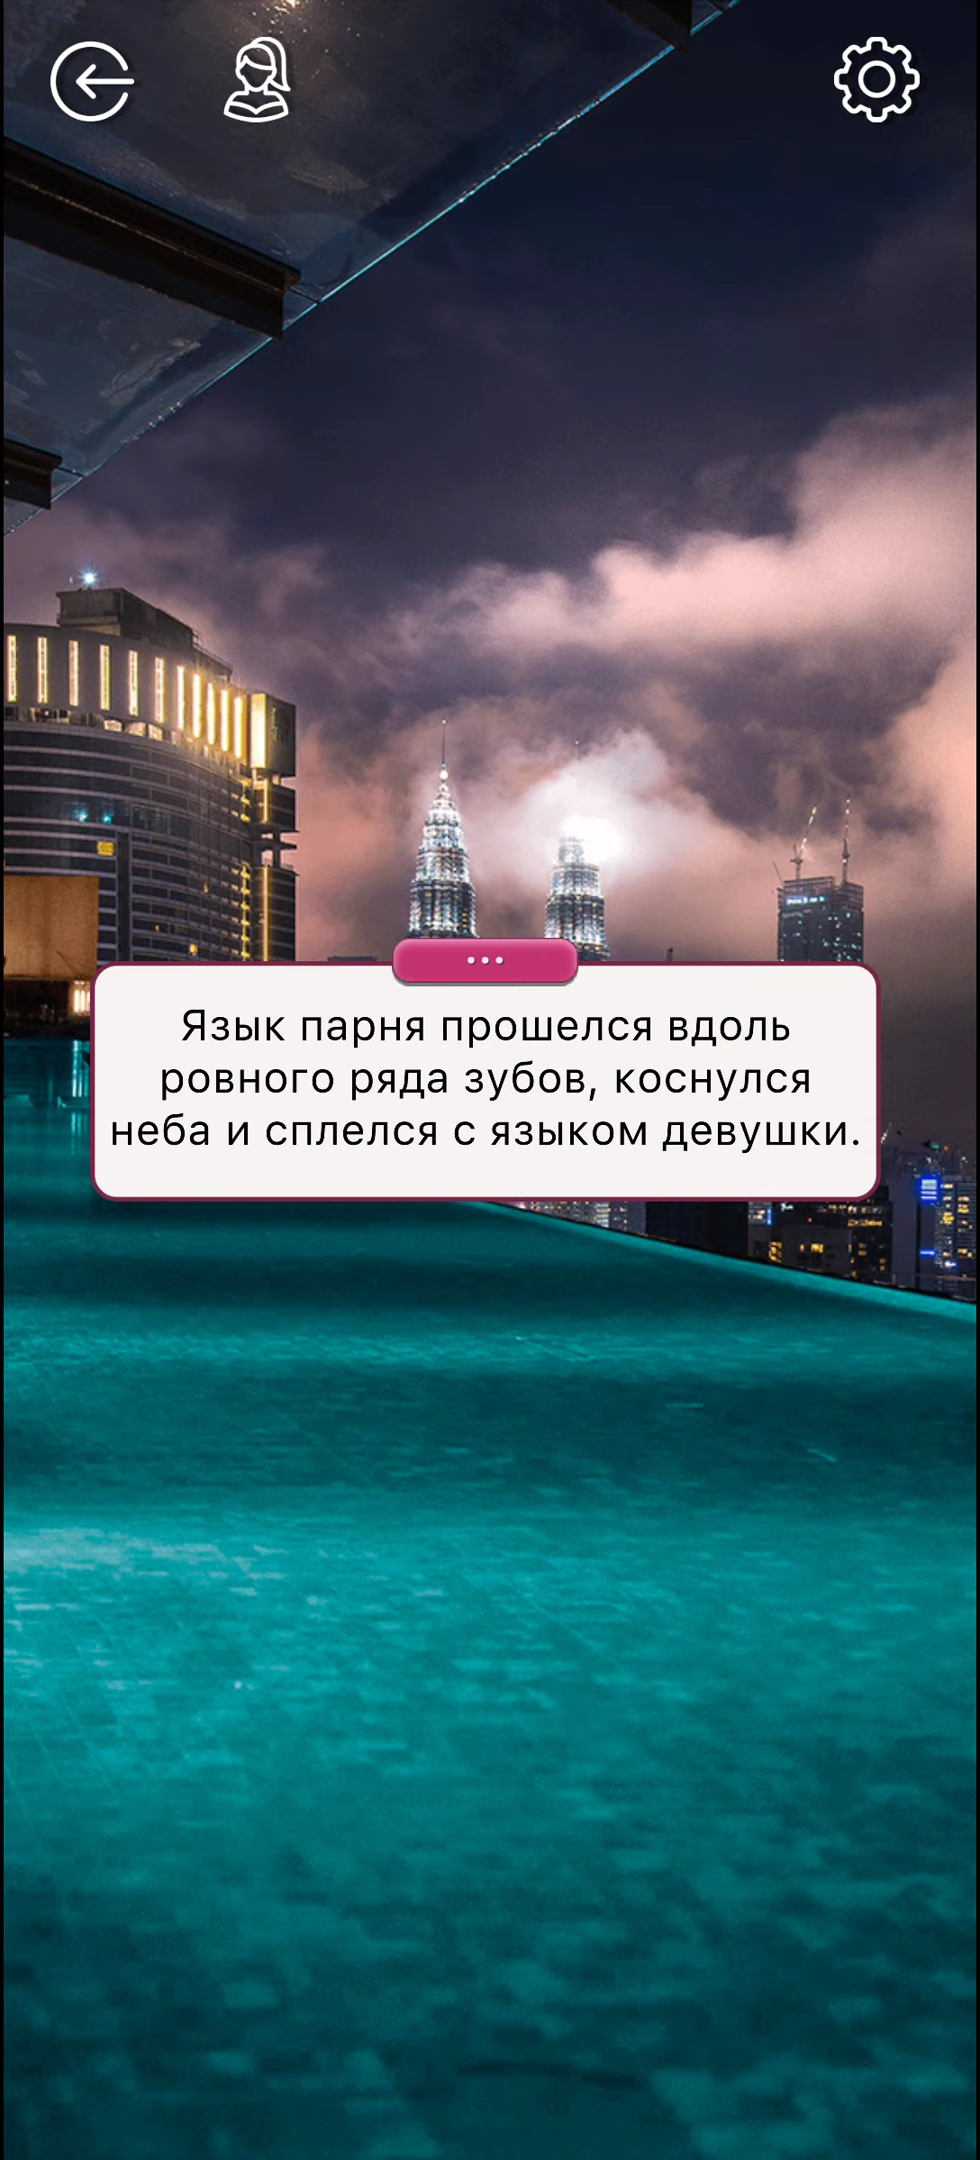 Язык парня прошелся вдоль
ровного ряда зубов, коснулся
неба и сплелся с языком девушки.